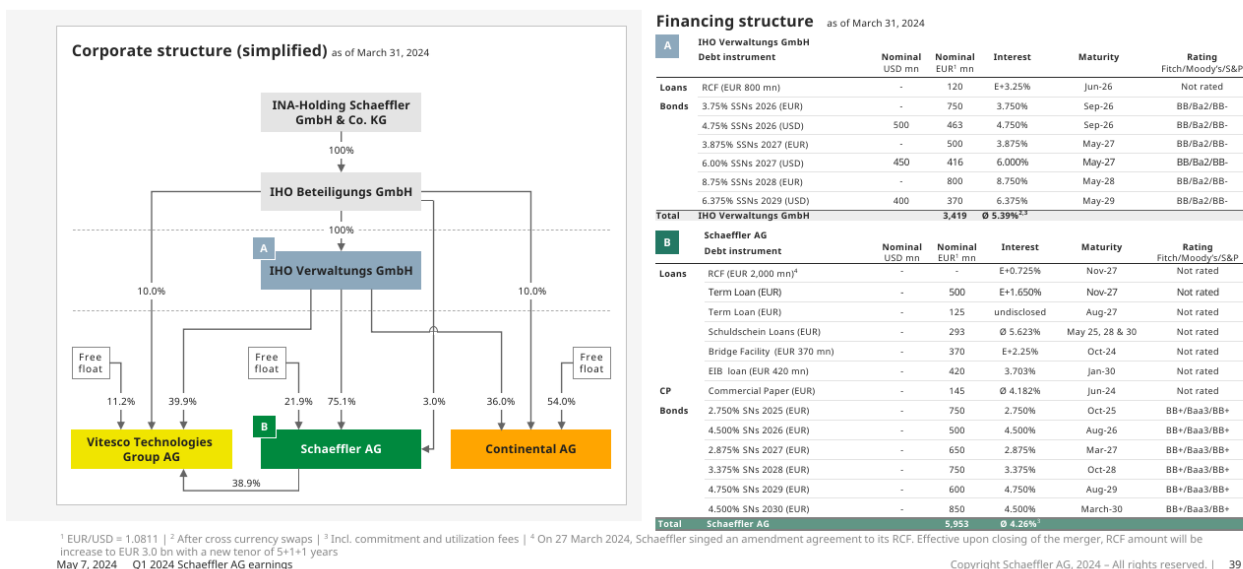 Corporate structure (simplified) as of March 31, 2024
INA-Holding Schaeffler
GmbH & Co. KG
100%
IHO Beteiligungs GmbH
100%
A
IHO Verwaltungs GmbH
10.0%
10.0%
Free
float
Free
float
Free
float
11.2%
39.9%
21.9%
75.1%
3.0%
36.0%
54.0%
B
Vitesco Technologies
Group AG
Schaeffler AG
Continental AG
38.9%
Financing structure as of March 31, 2024
A
IHO Verwaltungs GmbH
Debt instrument Nominal USD mn Nominal EUR¹ mn Interest Maturity Rating Fitch/Moody's/S&P
Loans RCF (EUR 800 mn) - 120 E+3.25% Jun-26 Not rated
Bonds 3.75% SSNs 2026 (EUR) - 750 3.750% Sep-26 BB/Ba2/BB-
4.75% SSNs 2026 (USD) 500 463 4.750% Sep-26 BB/Ba2/BB-
3.875% SSNs 2027 (EUR) - 500 3.875% May-27 BB/Ba2/BB-
6.00% SSNs 2027 (USD) 450 416 6.000% May-27 BB/Ba2/BB-
8.75% SSNs 2028 (EUR) - 800 8.750% May-28 BB/Ba2/BB-
6.375% SSNs 2029 (USD) 400 370 6.375% May-29 BB/Ba2/BB-
Total IHO Verwaltungs GmbH 3,419 Ø 5.39%²,³
B
Schaeffler AG
Debt instrument Nominal USD mn Nominal EUR¹ mn Interest Maturity Rating Fitch/Moody's/S&P
Loans RCF (EUR 2,000 mn)⁴ - - E+0.725% Nov-27 Not rated
Term Loan (EUR) - 500 E+1.650% Nov-27 Not rated
Term Loan (EUR) - 125 undisclosed Aug-27 Not rated
Schuldschein Loans (EUR) - 293 Ø 5.623% May 25, 28 & 30 Not rated
Bridge Facility (EUR 370 mn) - 370 E+2.25% Oct-24 Not rated
EIB loan (EUR 420 mn) - 420 3.703% Jan-30 Not rated
CP Commercial Paper (EUR) - 145 Ø 4.182% Jun-24 Not rated
Bonds 2.750% SNs 2025 (EUR) - 750 2.750% Oct-25 BB+/Baa3/BB+
4.500% SNs 2026 (EUR) - 500 4.500% Aug-26 BB+/Baa3/BB+
2.875% SNs 2027 (EUR) - 650 2.875% Mar-27 BB+/Baa3/BB+
3.375% SNs 2028 (EUR) - 750 3.375% Oct-28 BB+/Baa3/BB+
4.750% SNs 2029 (EUR) - 600 4.750% Aug-29 BB+/Baa3/BB+
4.500% SNs 2030 (EUR) - 850 4.500% March-30 BB+/Baa3/BB+
Total Schaeffler AG 5,953 Ø 4.26%³
¹ EUR/USD = 1.0811 | ² After cross currency swaps | ³ Incl. commitment and utilization fees | ⁴ On 27 March 2024, Schaeffler singed an amendment agreement to its RCF. Effective upon closing of the merger, RCF amount will be
increase to EUR 3.0 bn with a new tenor of 5+1+1 years
May 7, 2024 Q1 2024 Schaeffler AG earnings
Copyright Schaeffler AG, 2024 – All rights reserved. | 39